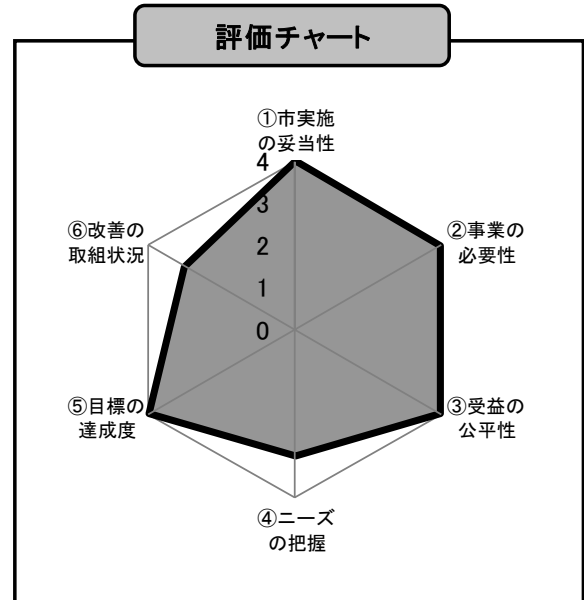 評価チャート
①市実施
の妥当性
4
3
2
1
0
②事業の
必要性
③受益の
公平性
④ニーズ
の把握
⑤目標の
達成度
⑥改善の
取組状況